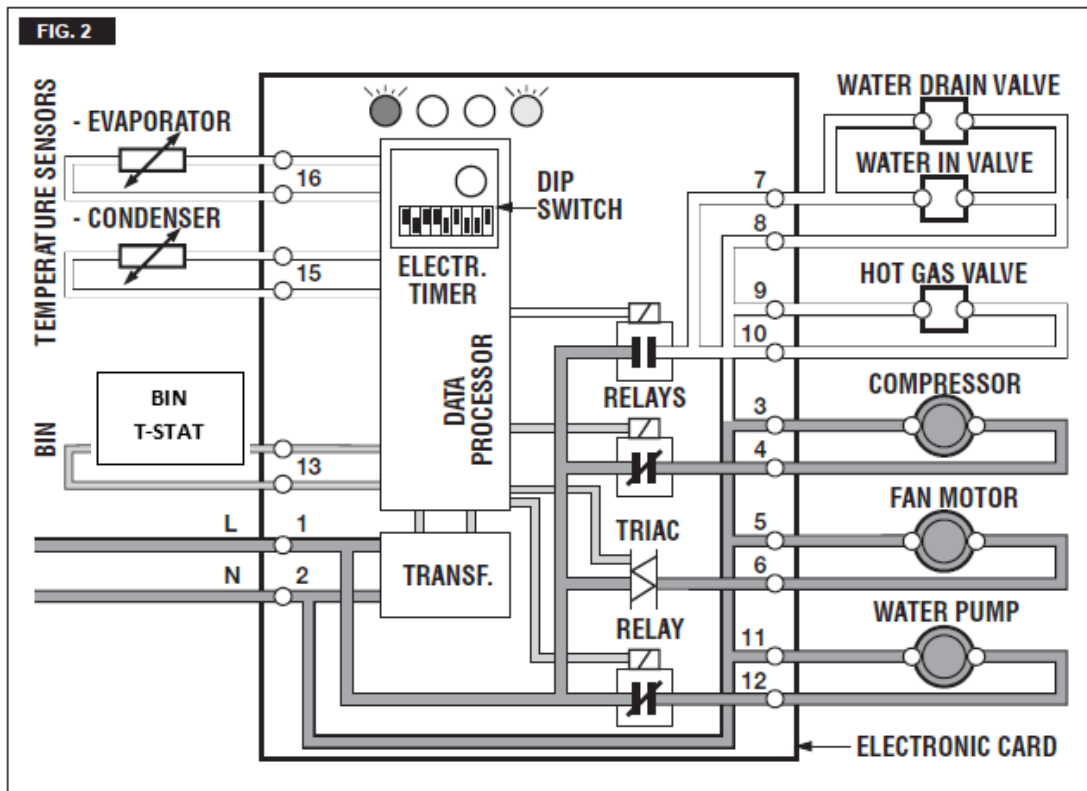 FIG. 2
TEMPERATURE SENSORS
- EVAPORATOR
16
- CONDENSER
15
BIN
BIN
T-STAT
13
L
1
N
2
DIP
SWITCH
ELECTR.
TIMER
DATA
PROCESSOR
TRANSF.
RELAYS
TRIAC
RELAY
WATER DRAIN VALVE
WATER IN VALVE
7
8
HOT GAS VALVE
9
10
COMPRESSOR
3
4
FAN MOTOR
5
6
WATER PUMP
11
12
ELECTRONIC CARD